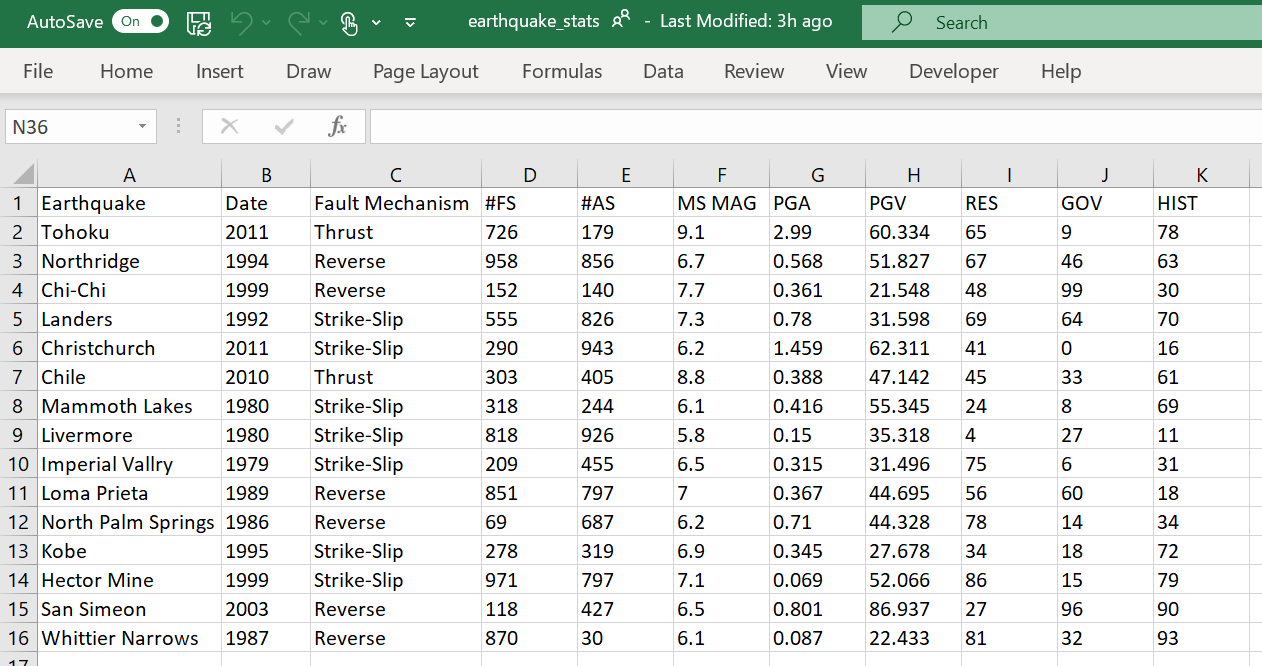 AutoSave On earthquake_stats - Last Modified: 3h ago Search
File Home Insert Draw Page Layout Formulas Data Review View Developer Help
N36 fx
A B C D E F G H I J K
1 Earthquake Date Fault Mechanism #FS #AS MS MAG PGA PGV RES GOV HIST
2 Tohoku 2011 Thrust 726 179 9.1 2.99 60.334 65 9 78
3 Northridge 1994 Reverse 958 856 6.7 0.568 51.827 67 46 63
4 Chi-Chi 1999 Reverse 152 140 7.7 0.361 21.548 48 99 30
5 Landers 1992 Strike-Slip 555 826 7.3 0.78 31.598 69 64 70
6 Christchurch 2011 Strike-Slip 290 943 6.2 1.459 62.311 41 0 16
7 Chile 2010 Thrust 303 405 8.8 0.388 47.142 45 33 61
8 Mammoth Lakes 1980 Strike-Slip 318 244 6.1 0.416 55.345 24 8 69
9 Livermore 1980 Strike-Slip 818 926 5.8 0.15 35.318 4 27 11
10 Imperial Vallry 1979 Strike-Slip 209 455 6.5 0.315 31.496 75 6 31
11 Loma Prieta 1989 Reverse 851 797 7 0.367 44.695 56 60 18
12 North Palm Springs 1986 Reverse 69 687 6.2 0.71 44.328 78 14 34
13 Kobe 1995 Strike-Slip 278 319 6.9 0.345 27.678 34 18 72
14 Hector Mine 1999 Strike-Slip 971 797 7.1 0.069 52.066 86 15 79
15 San Simeon 2003 Reverse 118 427 6.5 0.801 86.937 27 96 90
16 Whittier Narrows 1987 Reverse 870 30 6.1 0.087 22.433 81 32 93
17